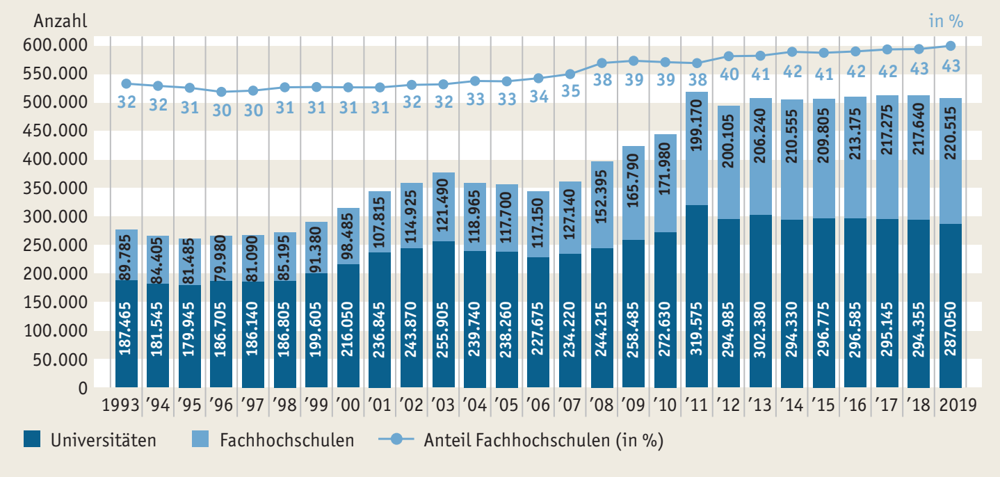 Anzahl in %
600.000
550.000
500.000
450.000
400.000
350.000
300.000
250.000
200.000
150.000
100.000
50.000
0
32 32 31 30 30 31 31 31 31 32 32 33 33 34 35 38 39 39 38 40 41 42 41 42 42 43 43
89.785 84.405 81.485 79.980 81.090 85.195 91.380 98.485 107.815 114.925 121.490 118.965 117.700 117.150 127.140 152.395 165.790 171.980 199.170 200.105 206.240 210.555 209.805 213.175 217.275 217.640 220.515
187.465 181.545 179.945 186.705 186.140 186.805 199.605 216.050 236.845 243.870 255.905 239.740 238.260 227.675 234.220 244.215 258.485 272.630 319.575 294.985 302.380 294.330 296.775 296.585 295.145 294.355 287.050
1993 ’94 ’95 ’96 ’97 ’98 ’99 ’00 ’01 ’02 ’03 ’04 ’05 ’06 ’07 ’08 ’09 ’10 ’11 ’12 ’13 ’14 ’15 ’16 ’17 ’18 2019
Universitäten Fachhochschulen Anteil Fachhochschulen (in %)